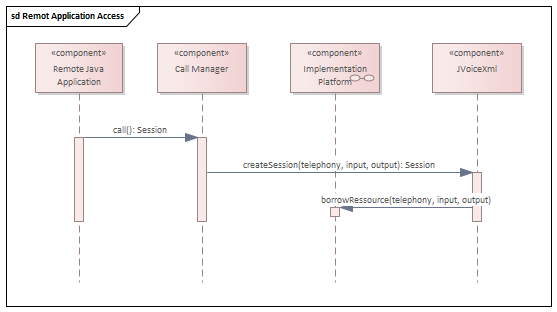 sd Remot Application Access
«component»
Remote Java
Application
«component»
Call Manager
«component»
Implementation
Platform
«component»
JVoiceXml
call(): Session
createSession(telephony, input, output): Session
borrowRessource(telephony, input, output)